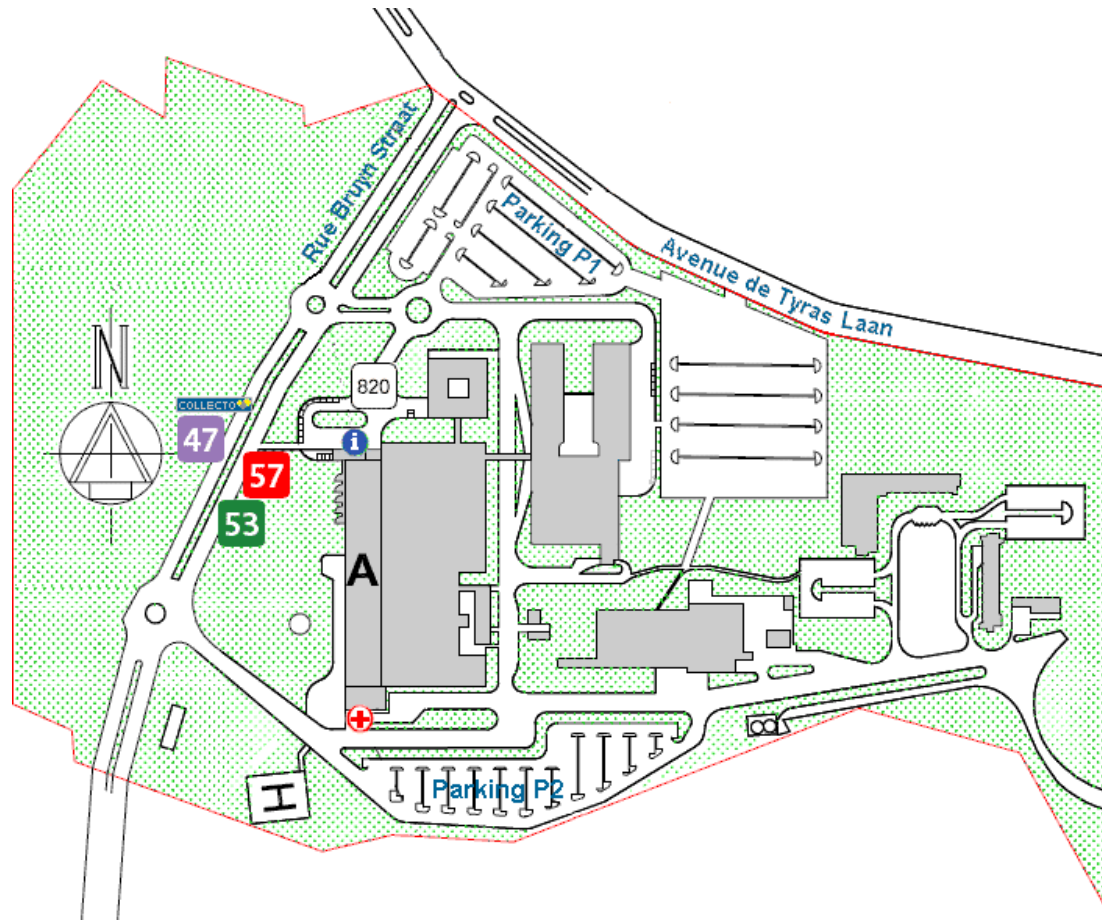 Rue Bruyn Straat
Parking P1
Avenue de Tyras Laan
N
820
COLLECTO
47
i
57
53
A
H
Parking P2